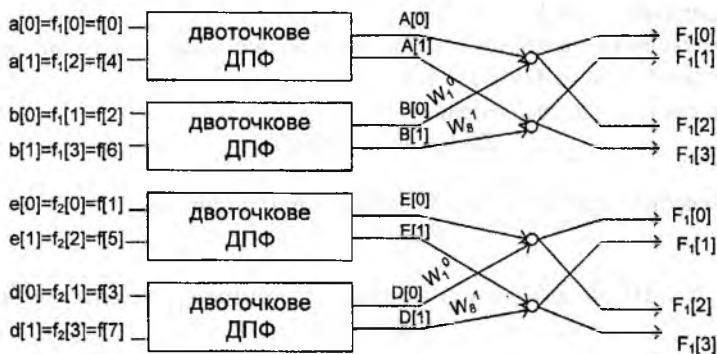 a[0]=f₁[0]=f[0]
a[1]=f₁[2]=f[4]
двоточкове
ДПФ
A[0]
A[1]
F₁[0]
F₁[1]
b[0]=f₁[1]=f[2]
b[1]=f₁[3]=f[6]
двоточкове
ДПФ
B[0]
B[1]
W₁⁰
W₈¹
F₁[2]
F₁[3]
e[0]=f₂[0]=f[1]
e[1]=f₂[2]=f[5]
двоточкове
ДПФ
E[0]
E[1]
F₁[0]
F₁[1]
d[0]=f₂[1]=f[3]
d[1]=f₂[3]=f[7]
двоточкове
ДПФ
D[0]
D[1]
W₁⁰
W₈¹
F₁[2]
F₁[3]